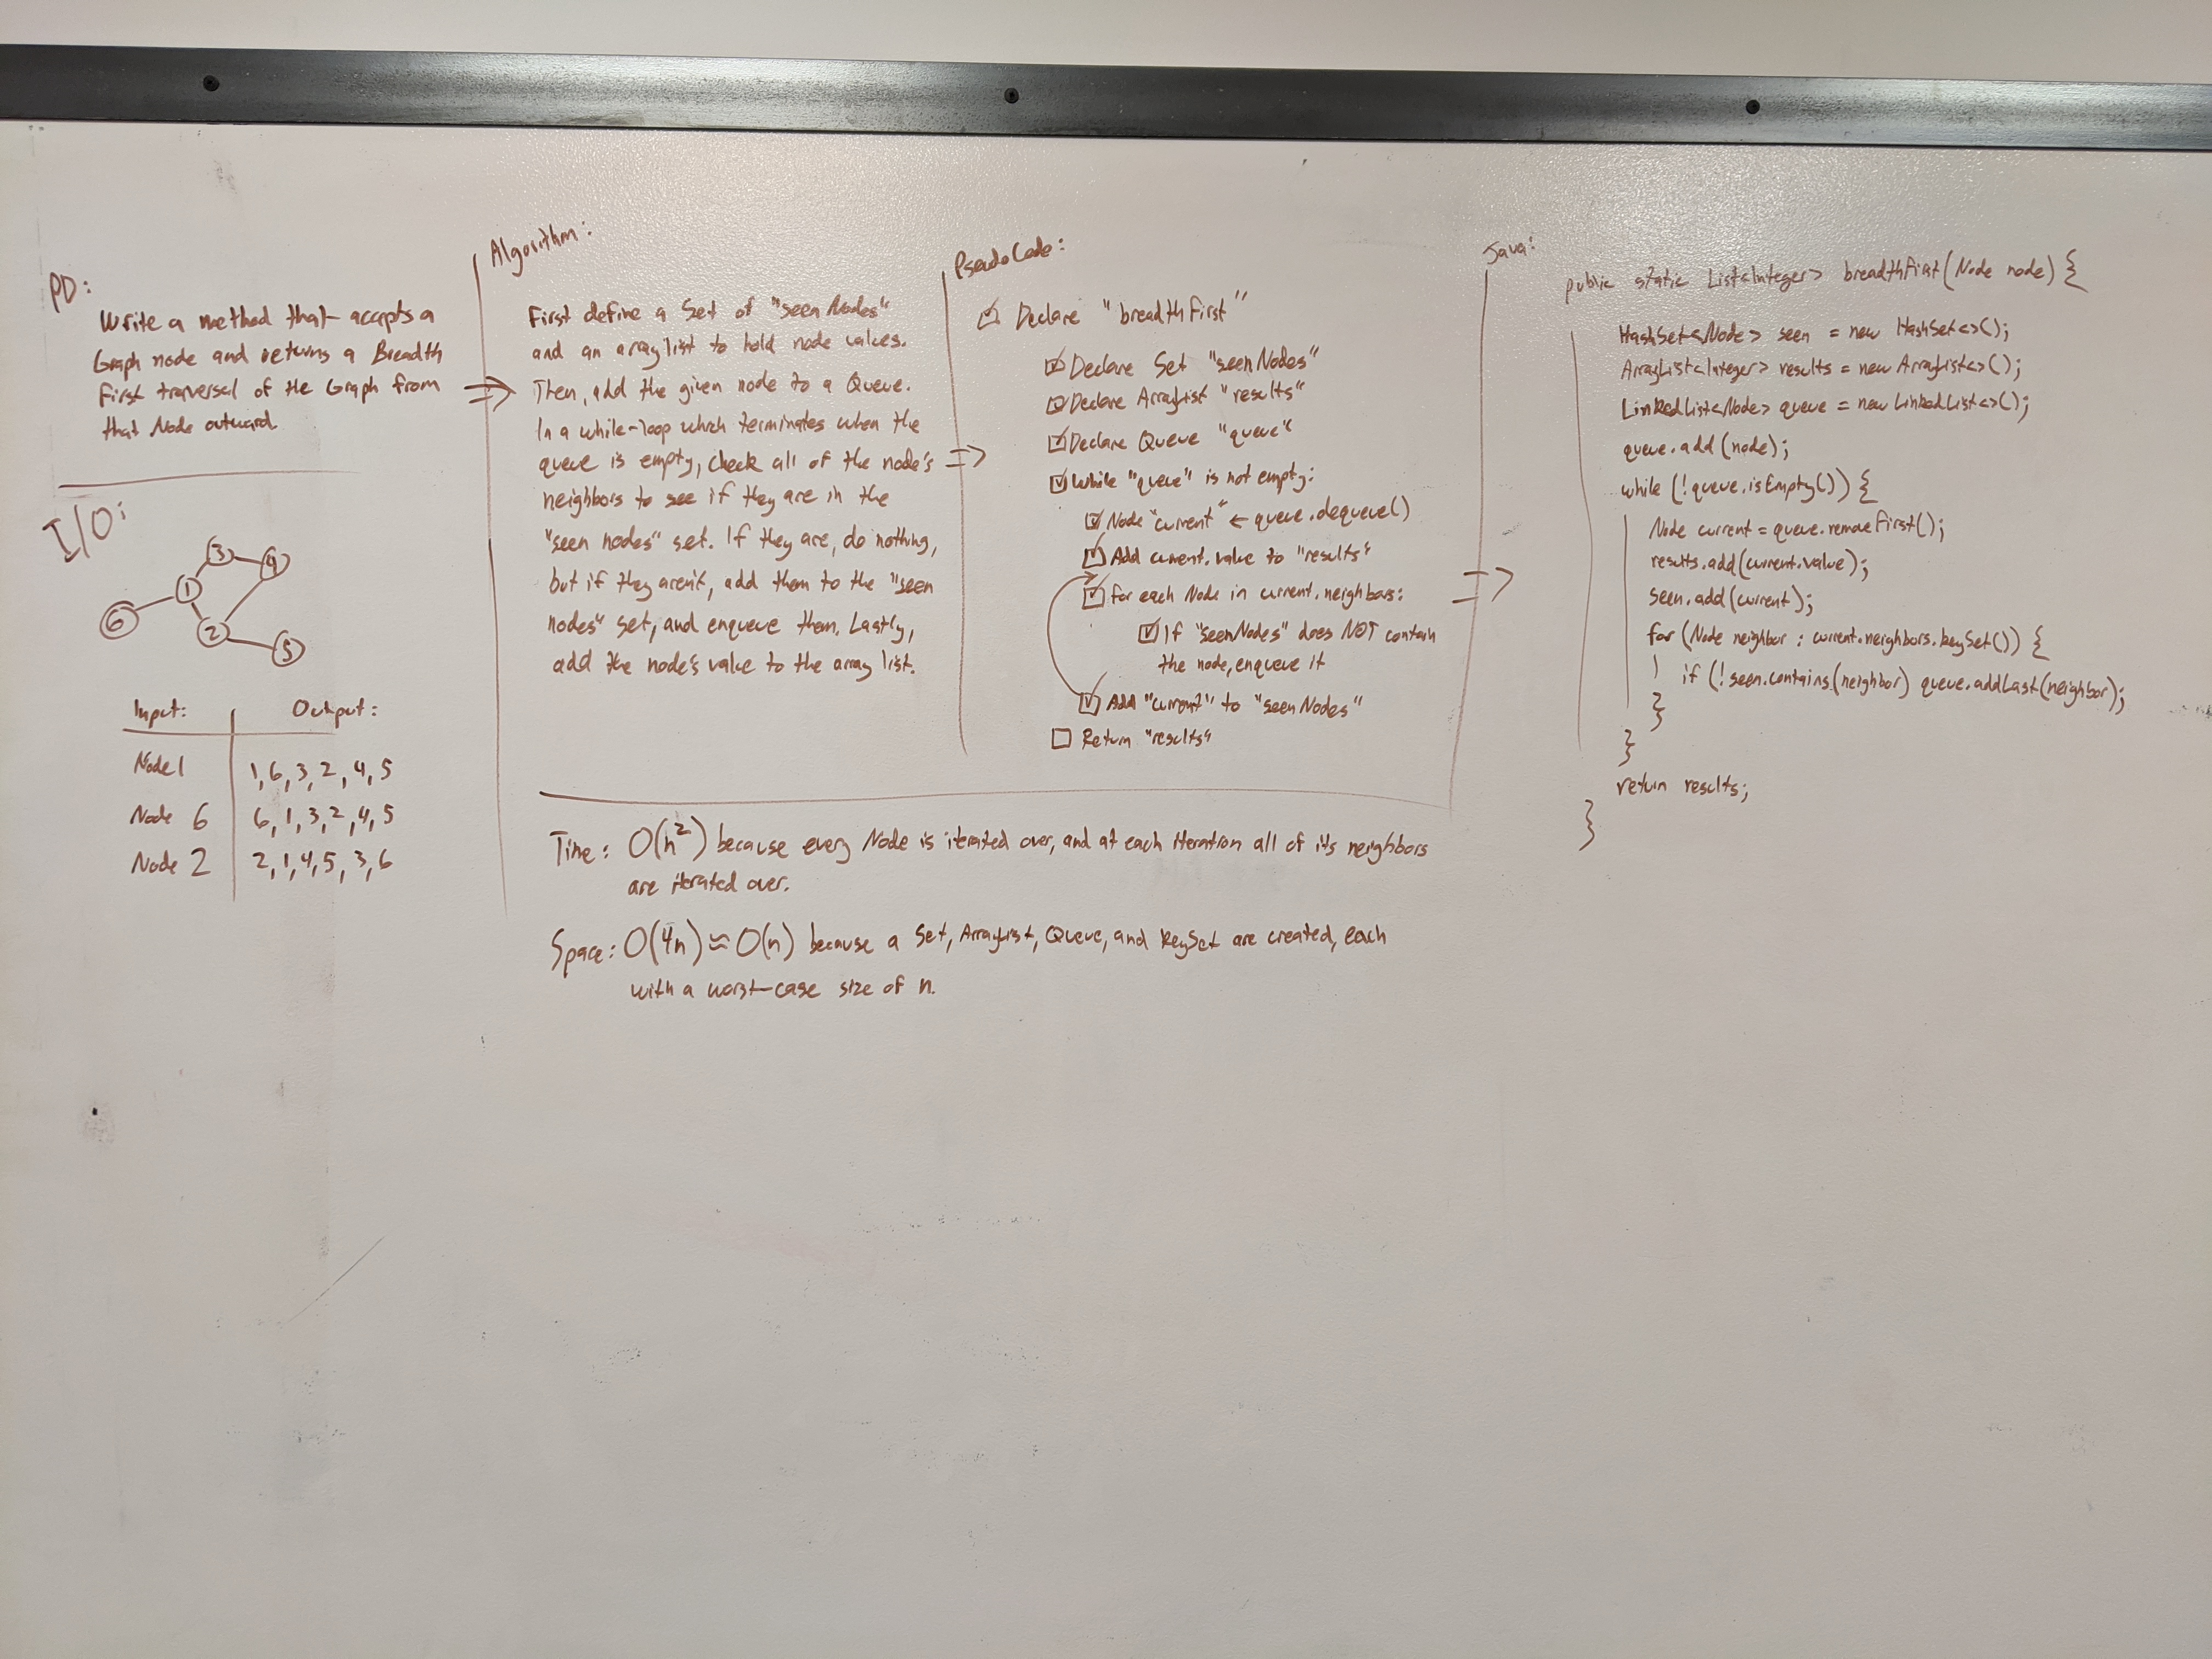 PD:
Write a method that accepts a
Graph node and returns a Breadth
First traversal of the Graph from
that Node outward.
I/O:
3
4
1
6
2
5
Input: Output:
Node 1 1, 6, 3, 2, 4, 5
Node 6 6, 1, 3, 2, 4, 5
Node 2 2, 1, 4, 5, 3, 6
Algorithm:
First define a Set of "seen Nodes"
and an array list to hold node values.
Then, add the given node to a Queue.
In a while-loop which terminates when the
queue is empty, check all of the node's
neighbors to see if they are in the
"seen nodes" set. If they are, do nothing,
but if they aren't, add them to the "seen
nodes" set, and enqueue them. Lastly,
add the node's value to the array list.
PseudoCode:
Declare "breadthFirst"
Declare Set "seenNodes"
Declare ArrayList "results"
Declare Queue "queue"
While "queue" is not empty:
Node "current" ← queue.dequeue()
Add current.value to "results"
For each Node in current.neighbors:
If "seenNodes" does NOT contain
the node, enqueue it
Add "current" to "seenNodes"
Return "results"
Time: O(n²) because every Node is iterated over, and at each iteration all of its neighbors
are iterated over.
Space: O(4n) ≈ O(n) because a Set, ArrayList, Queue, and KeySet are created, each
with a worst-case size of n.
Java:
public static List<Integer> breadthFirst(Node node) {
HashSet<Node> seen = new HashSet<>();
ArrayList<Integer> results = new ArrayList<>();
LinkedList<Node> queue = new LinkedList<>();
queue.add(node);
while (!queue.isEmpty()) {
Node current = queue.removeFirst();
results.add(current.value);
seen.add(current);
for (Node neighbor : current.neighbors.keySet()) {
if (!seen.contains(neighbor) queue.addLast(neighbor);
}
}
return results;
}